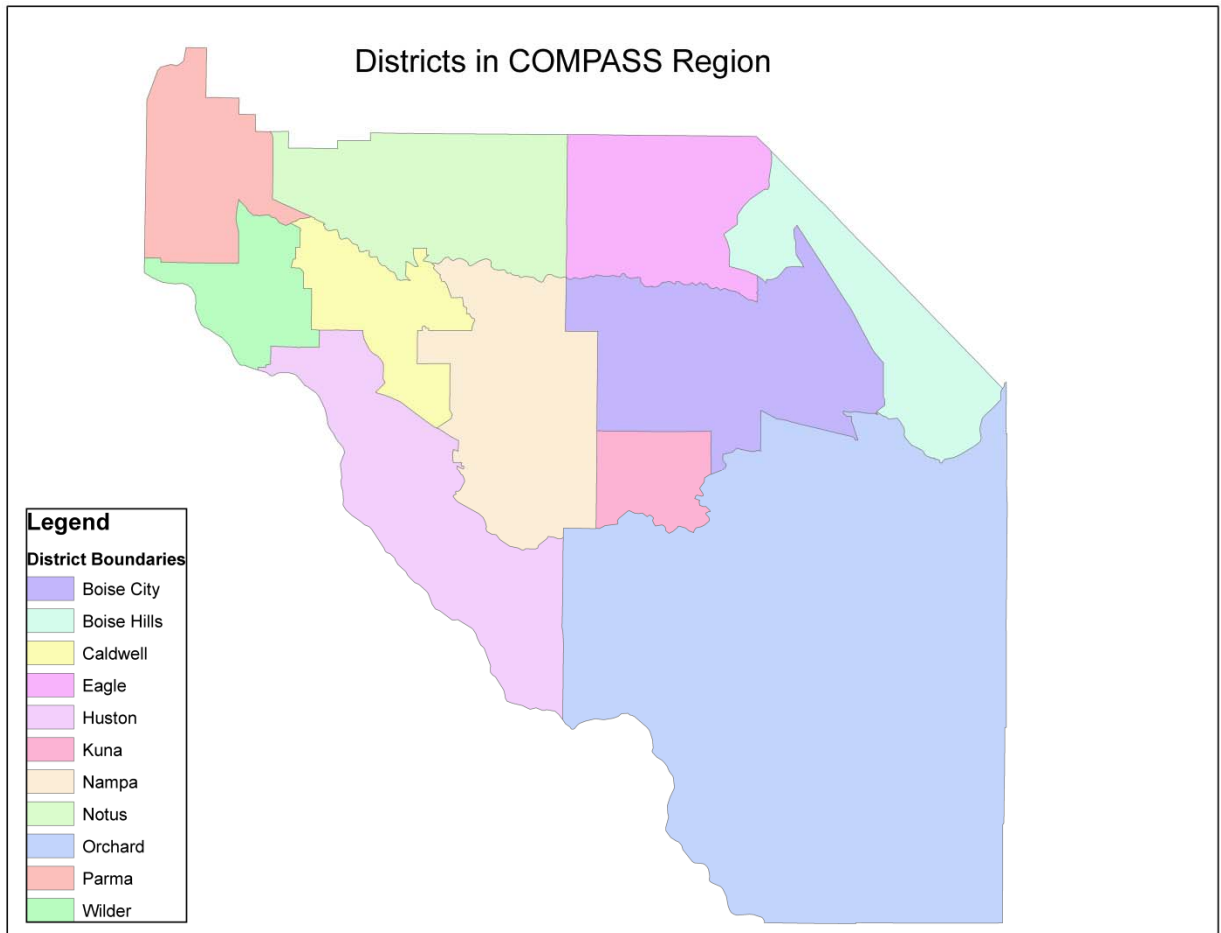 Districts in COMPASS Region
Legend
District Boundaries
Boise City
Boise Hills
Caldwell
Eagle
Huston
Kuna
Nampa
Notus
Orchard
Parma
Wilder